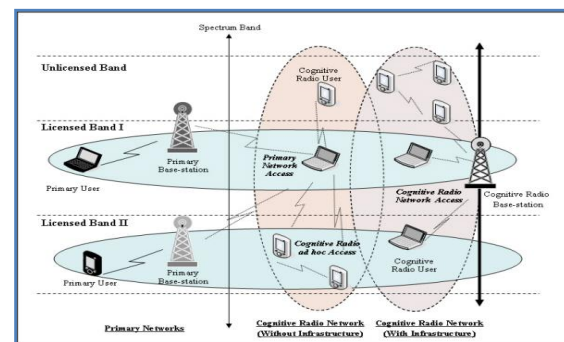 Spectrum Band
Unlicensed Band
Cognitive
Radio User
Licensed Band I
Primary User
Primary
Base-station
Primary
Network
Access
Cognitive Radio
Network Access
Cognitive Radio
Base-station
Licensed Band II
Primary User
Primary
Base-station
Cognitive Radio
ad hoc Access
Cognitive
Radio User
Primary Networks
Cognitive Radio Network
(Without Infrastructure)
Cognitive Radio Network
(With Infrastructure)